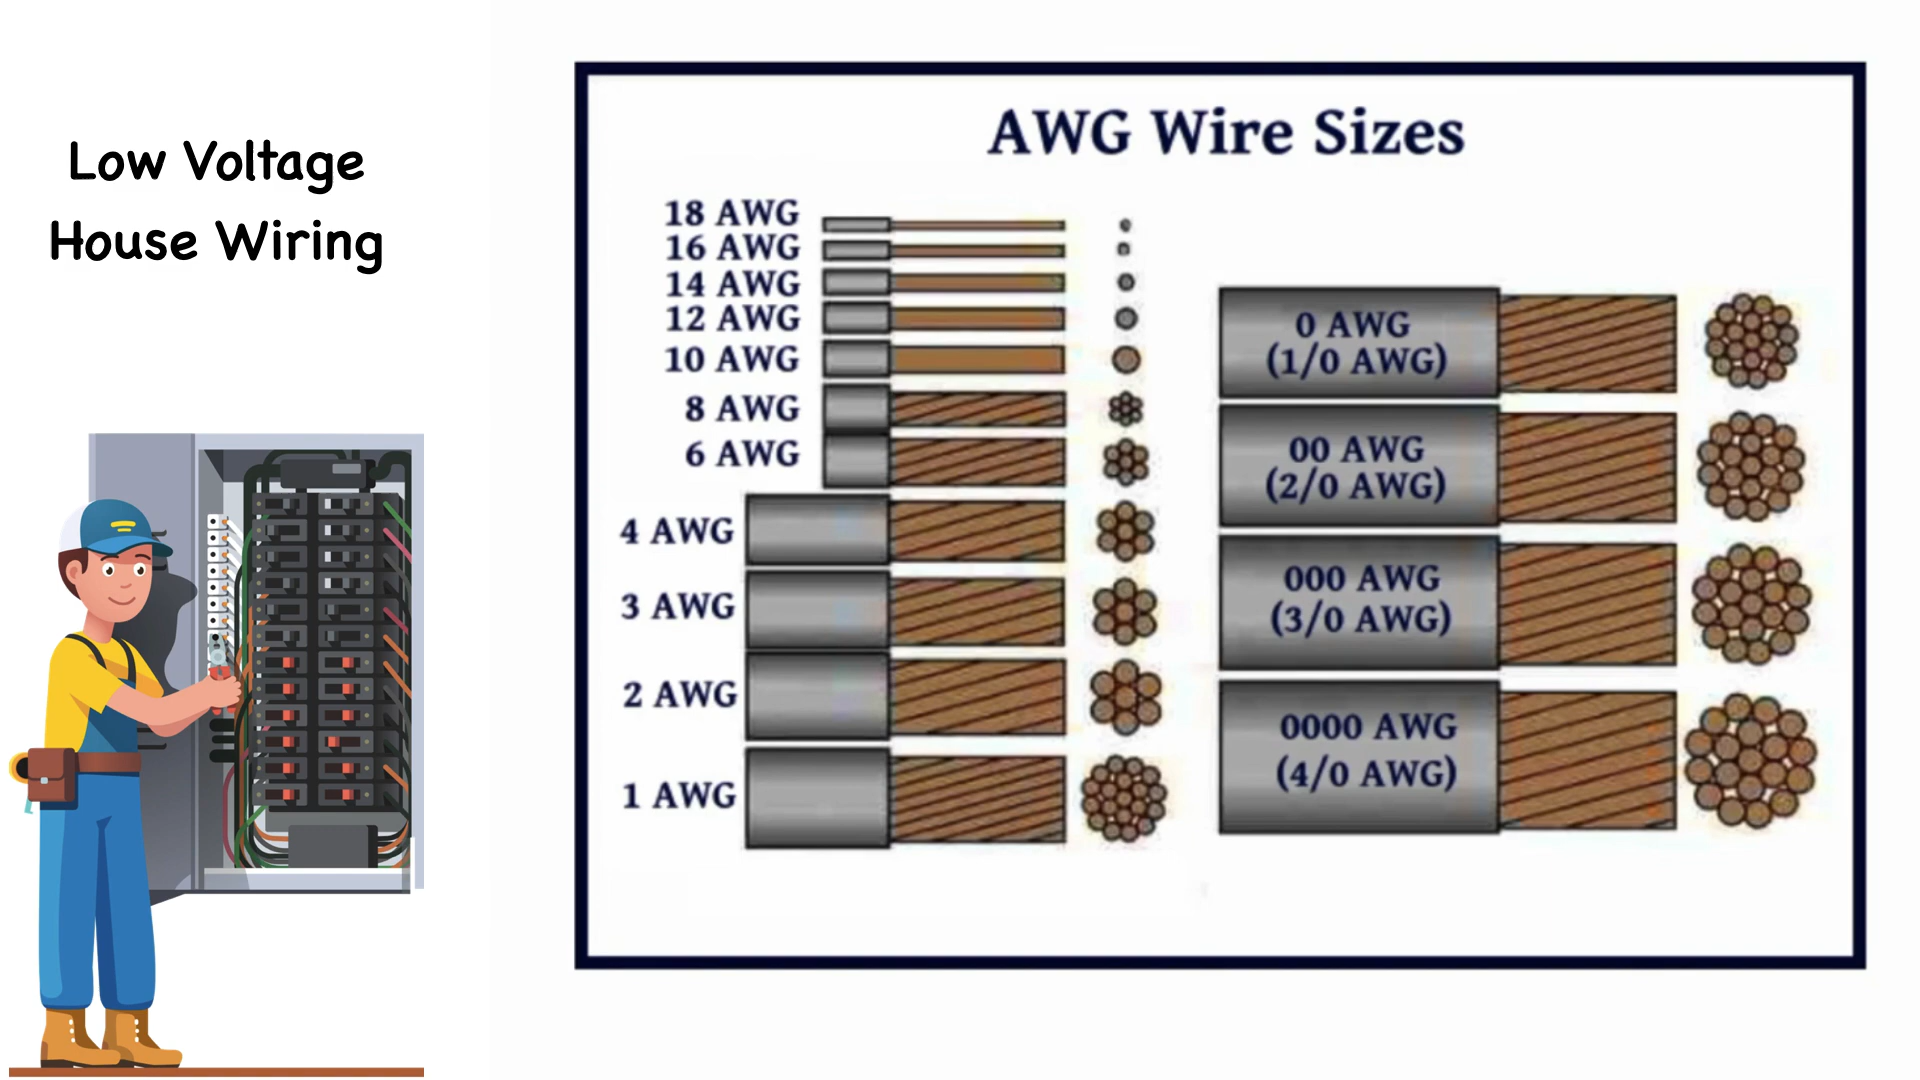 Low Voltage
House Wiring
AWG Wire Sizes
18 AWG
16 AWG
14 AWG
12 AWG
10 AWG
8 AWG
6 AWG
4 AWG
3 AWG
2 AWG
1 AWG
0 AWG
(1/0 AWG)
00 AWG
(2/0 AWG)
000 AWG
(3/0 AWG)
0000 AWG
(4/0 AWG)